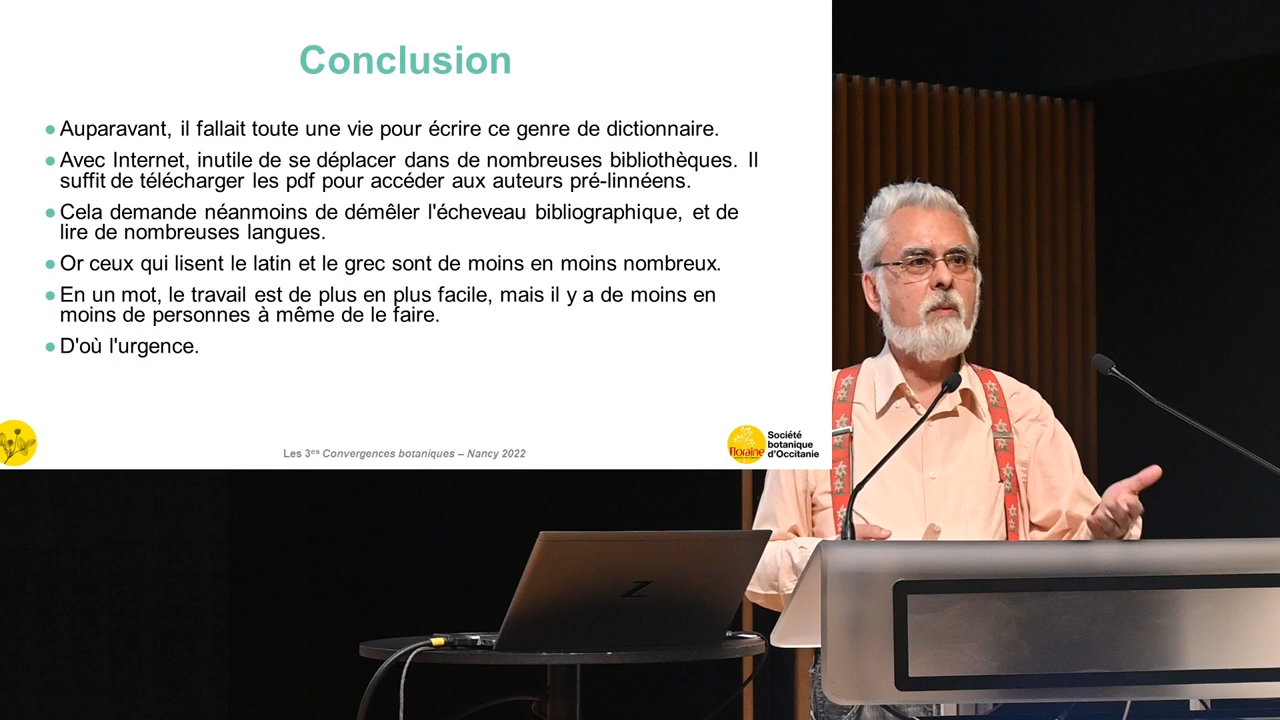 Conclusion
● Auparavant, il fallait toute une vie pour écrire ce genre de dictionnaire.
● Avec Internet, inutile de se déplacer dans de nombreuses bibliothèques. Il
suffit de télécharger les pdf pour accéder aux auteurs pré-linnéens.
● Cela demande néanmoins de démêler l'écheveau bibliographique, et de
lire de nombreuses langues.
● Or ceux qui lisent le latin et le grec sont de moins en moins nombreux.
● En un mot, le travail est de plus en plus facile, mais il y a de moins en
moins de personnes à même de le faire.
● D'où l'urgence.
Les 3es Convergences botaniques – Nancy 2022
floraine
Société
botanique
d'Occitanie